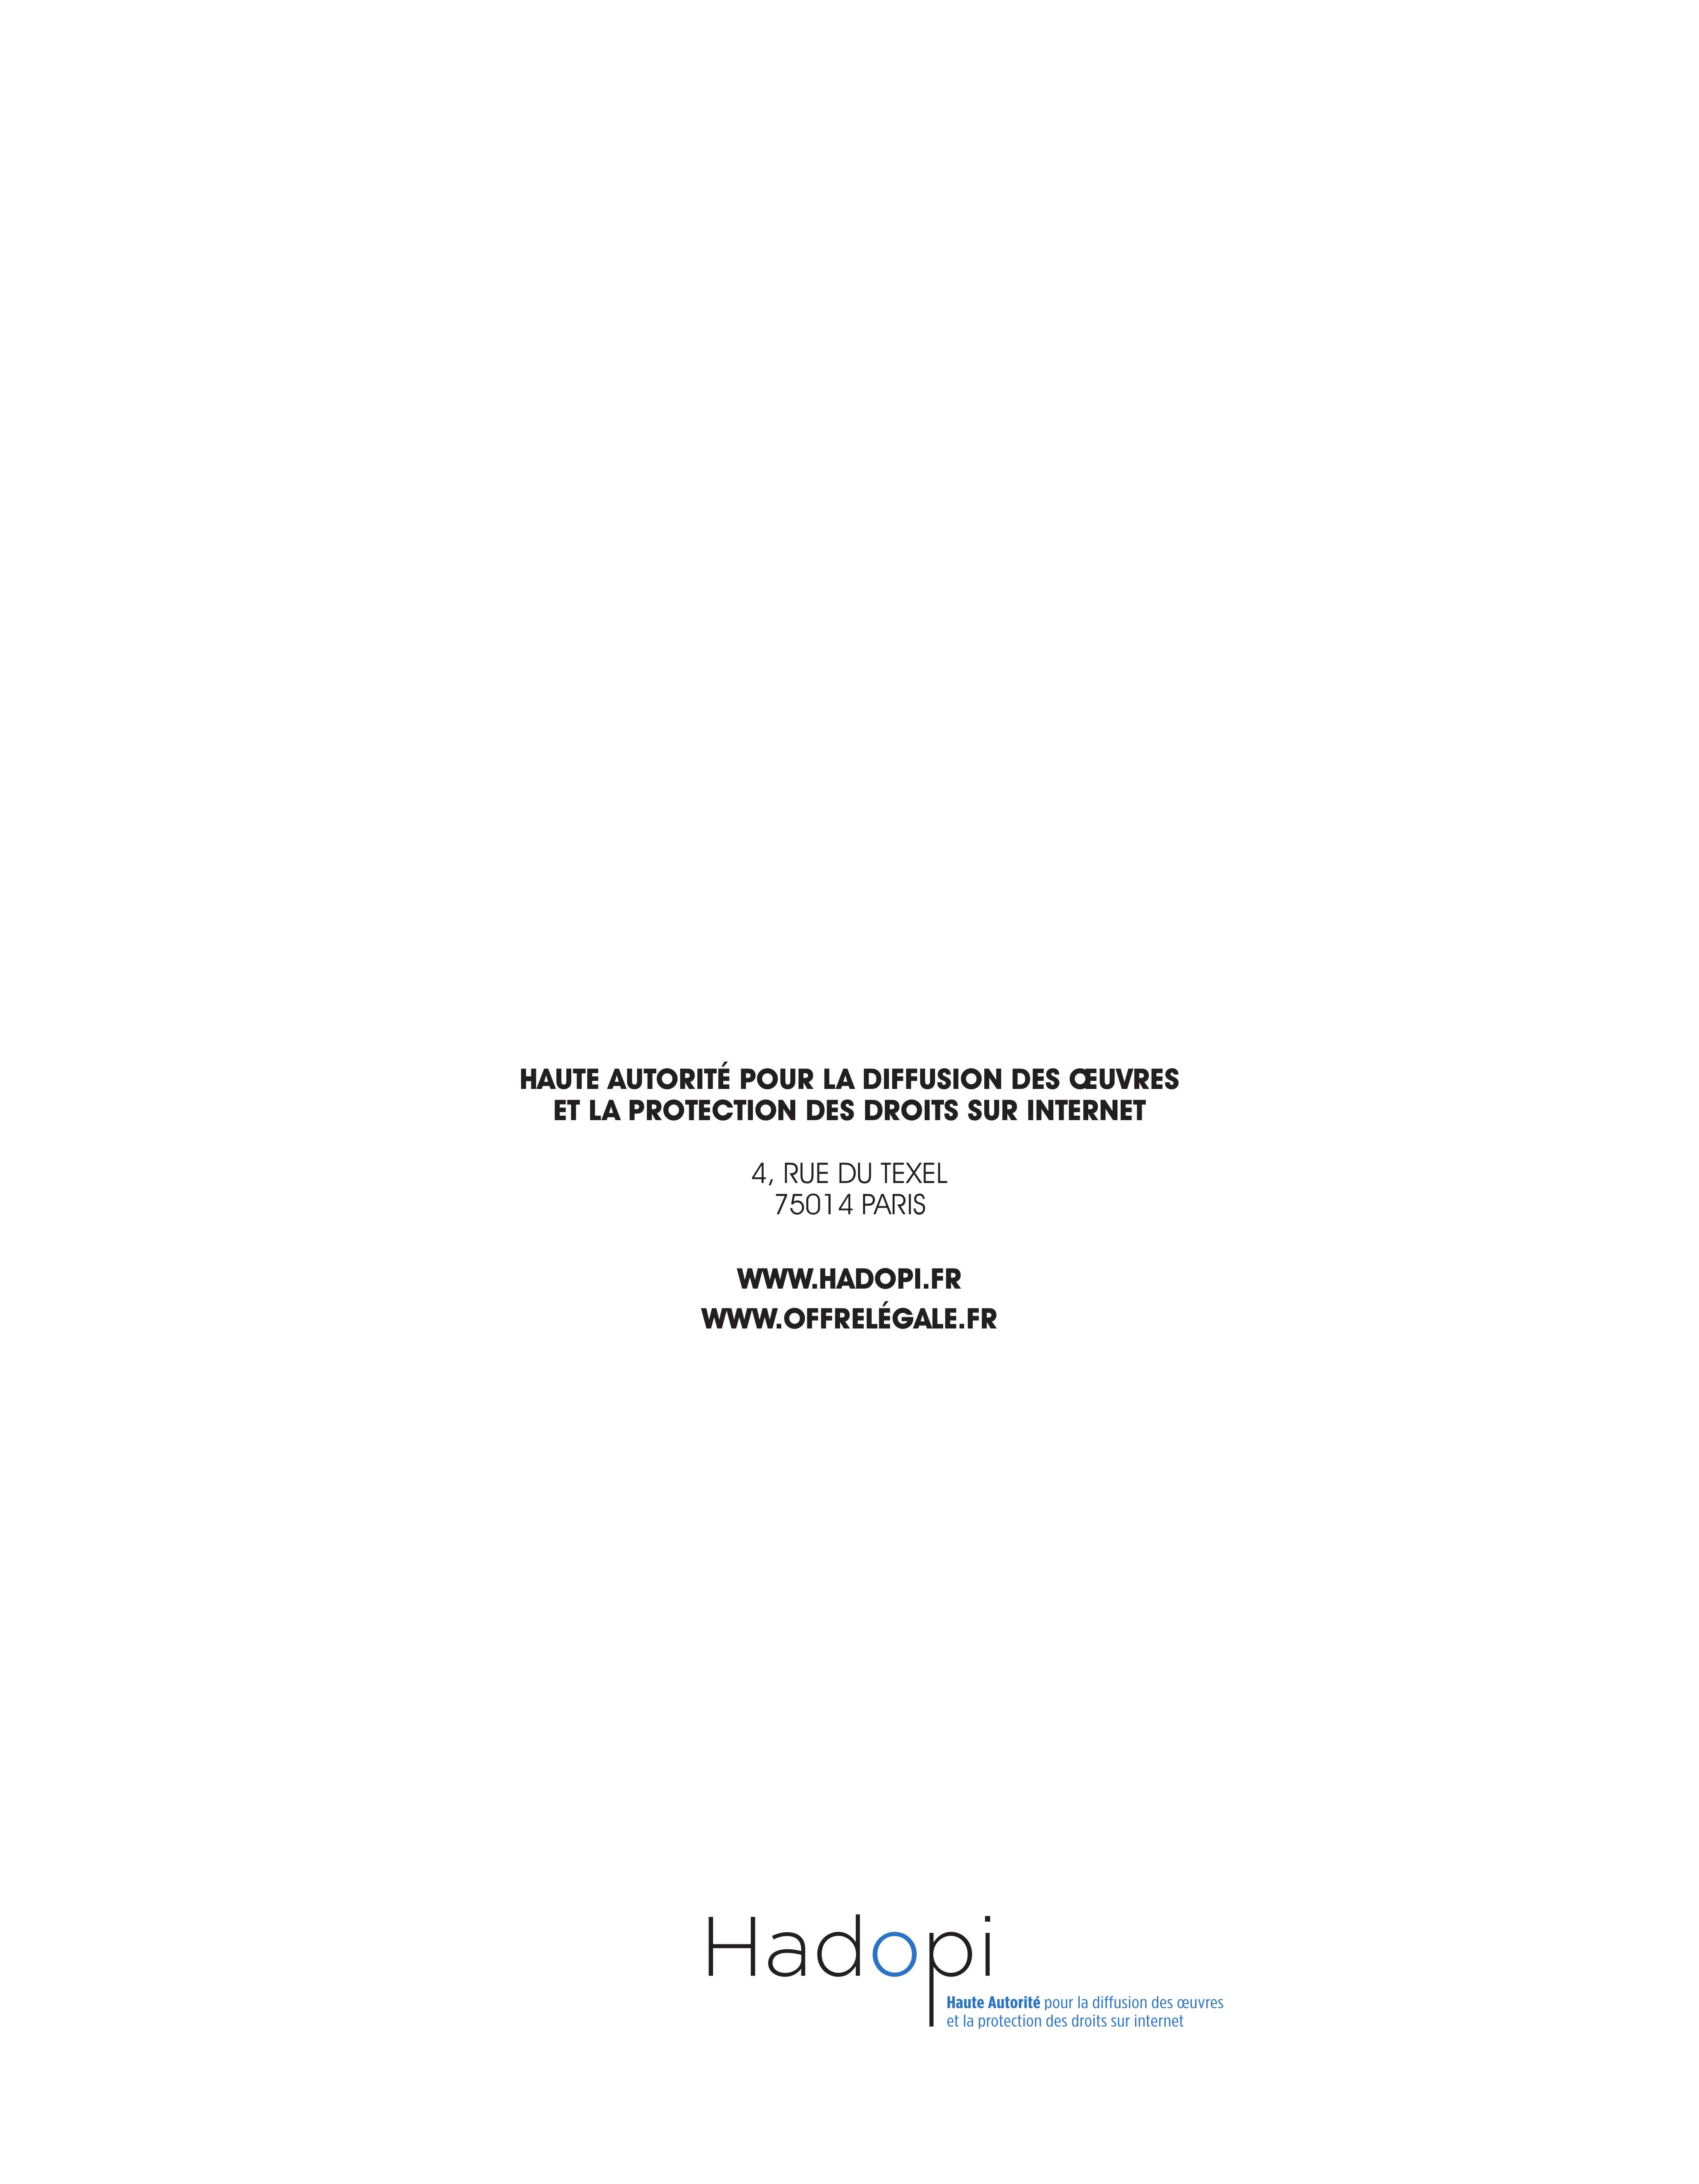 HAUTE AUTORITÉ POUR LA DIFFUSION DES ŒUVRES
ET LA PROTECTION DES DROITS SUR INTERNET
4, RUE DU TEXEL
75014 PARIS
WWW.HADOPI.FR
WWW.OFFRELÉGALE.FR
Hadopi
Haute Autorité pour la diffusion des œuvres
et la protection des droits sur internet